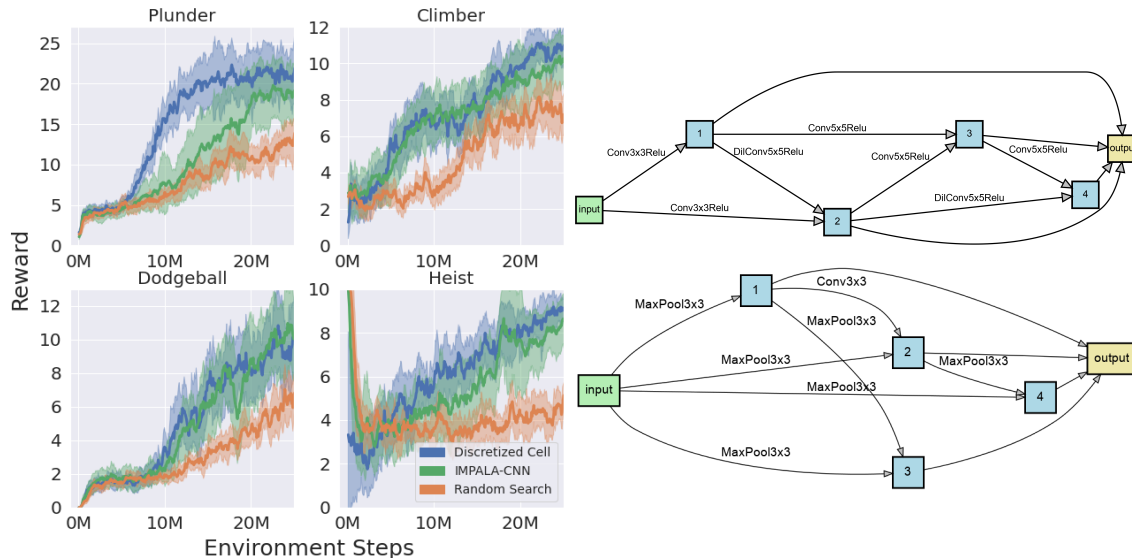 Plunder
25
20
15
10
5
0
0M
10M
20M
Climber
12
10
8
6
4
2
0
0M
10M
20M
Dodgeball
12
10
8
6
4
2
0
0M
10M
20M
Heist
10
8
6
4
2
0
0M
10M
20M
Discretized Cell
IMPALA-CNN
Random Search
Reward
Environment Steps
input
Conv3x3Relu
1
Conv5x5Relu
3
DilConv5x5Relu
Conv5x5Relu
Conv5x5Relu
output
Conv3x3Relu
2
DilConv5x5Relu
4
input
MaxPool3x3
1
Conv3x3
MaxPool3x3
MaxPool3x3
2
MaxPool3x3
output
MaxPool3x3
4
MaxPool3x3
3